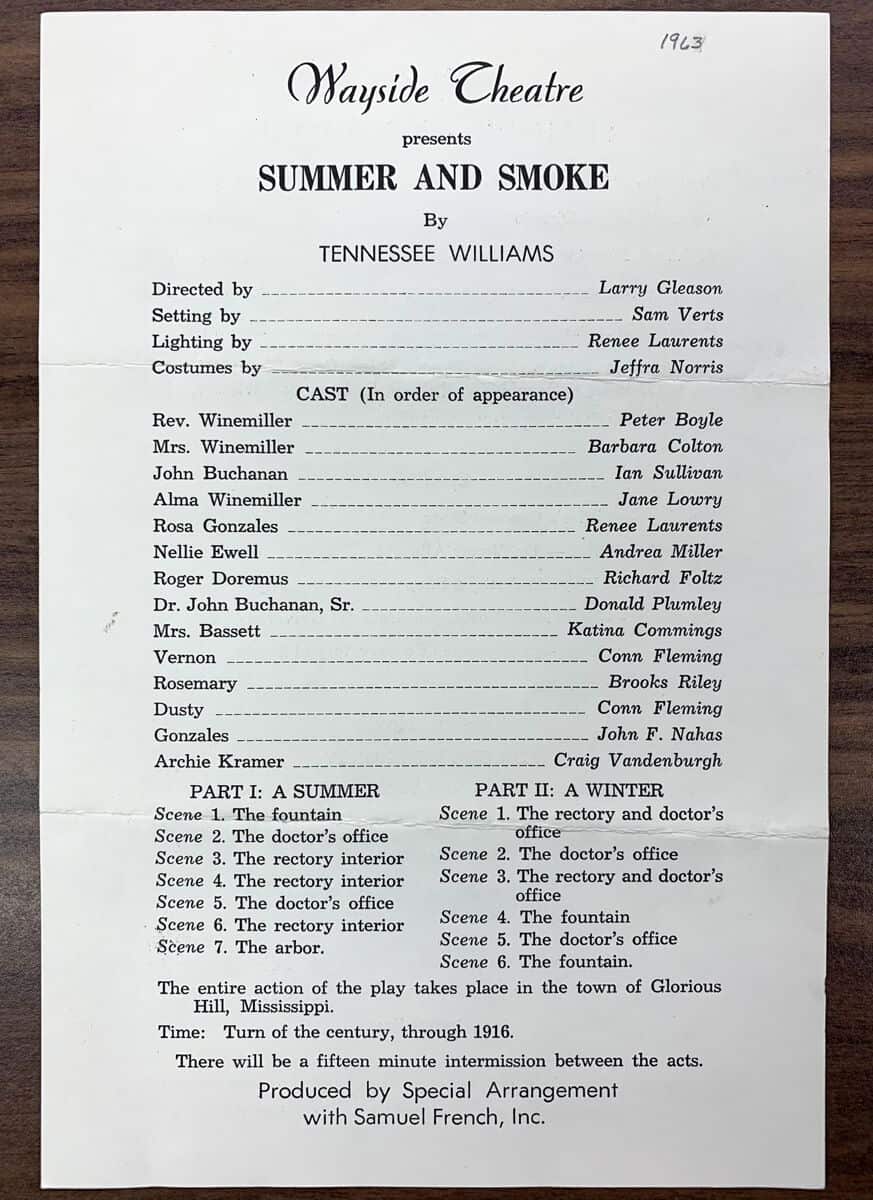 1963
Wayside Theatre
presents
SUMMER AND SMOKE
By
TENNESSEE WILLIAMS
Directed by Larry Gleason
Setting by Sam Verts
Lighting by Renee Laurents
Costumes by Jeffra Norris
CAST (In order of appearance)
Rev. Winemiller Peter Boyle
Mrs. Winemiller Barbara Colton
John Buchanan Ian Sullivan
Alma Winemiller Jane Lowry
Rosa Gonzales Renee Laurents
Nellie Ewell Andrea Miller
Roger Doremus Richard Foltz
Dr. John Buchanan, Sr. Donald Plumley
Mrs. Bassett Katina Commings
Vernon Conn Fleming
Rosemary Brooks Riley
Dusty Conn Fleming
Gonzales John F. Nahas
Archie Kramer Craig Vandenburgh
PART I: A SUMMER
Scene 1. The fountain
Scene 2. The doctor's office
Scene 3. The rectory interior
Scene 4. The rectory interior
Scene 5. The doctor's office
Scene 6. The rectory interior
Scene 7. The arbor.
PART II: A WINTER
Scene 1. The rectory and doctor's
office
Scene 2. The doctor's office
Scene 3. The rectory and doctor's
office
Scene 4. The fountain
Scene 5. The doctor's office
Scene 6. The fountain.
The entire action of the play takes place in the town of Glorious
Hill, Mississippi.
Time: Turn of the century, through 1916.
There will be a fifteen minute intermission between the acts.
Produced by Special Arrangement
with Samuel French, Inc.